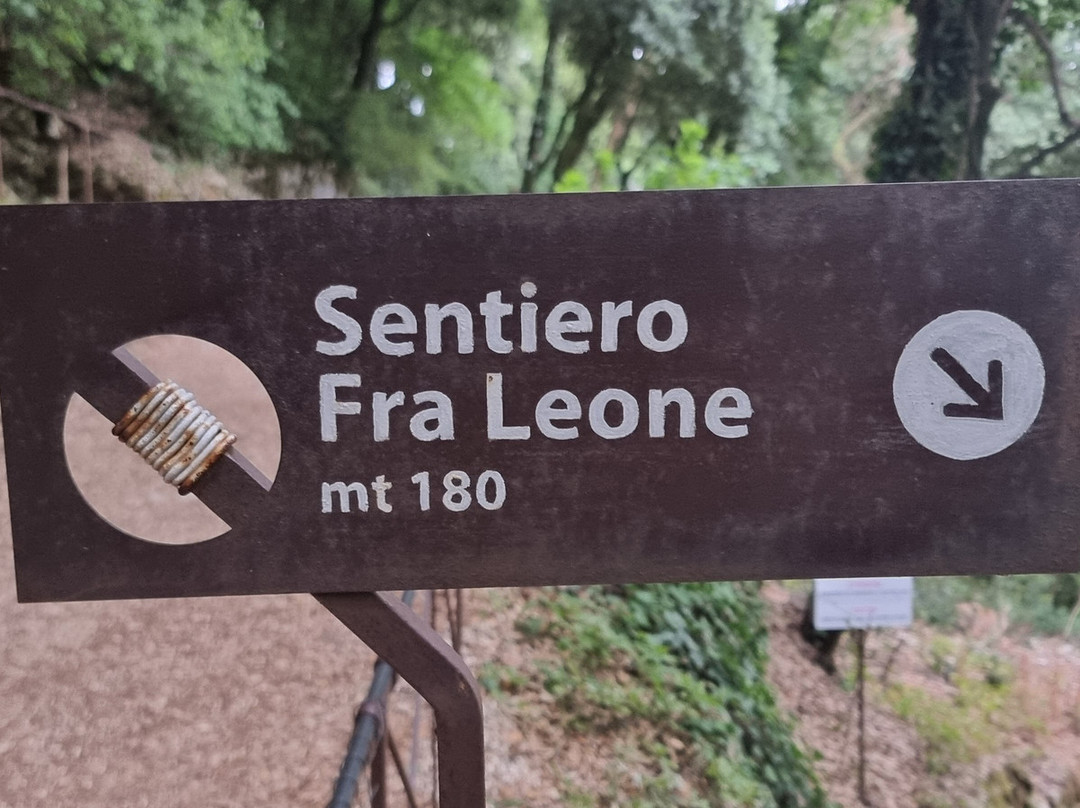 Sentiero
Fra Leone
mt 180